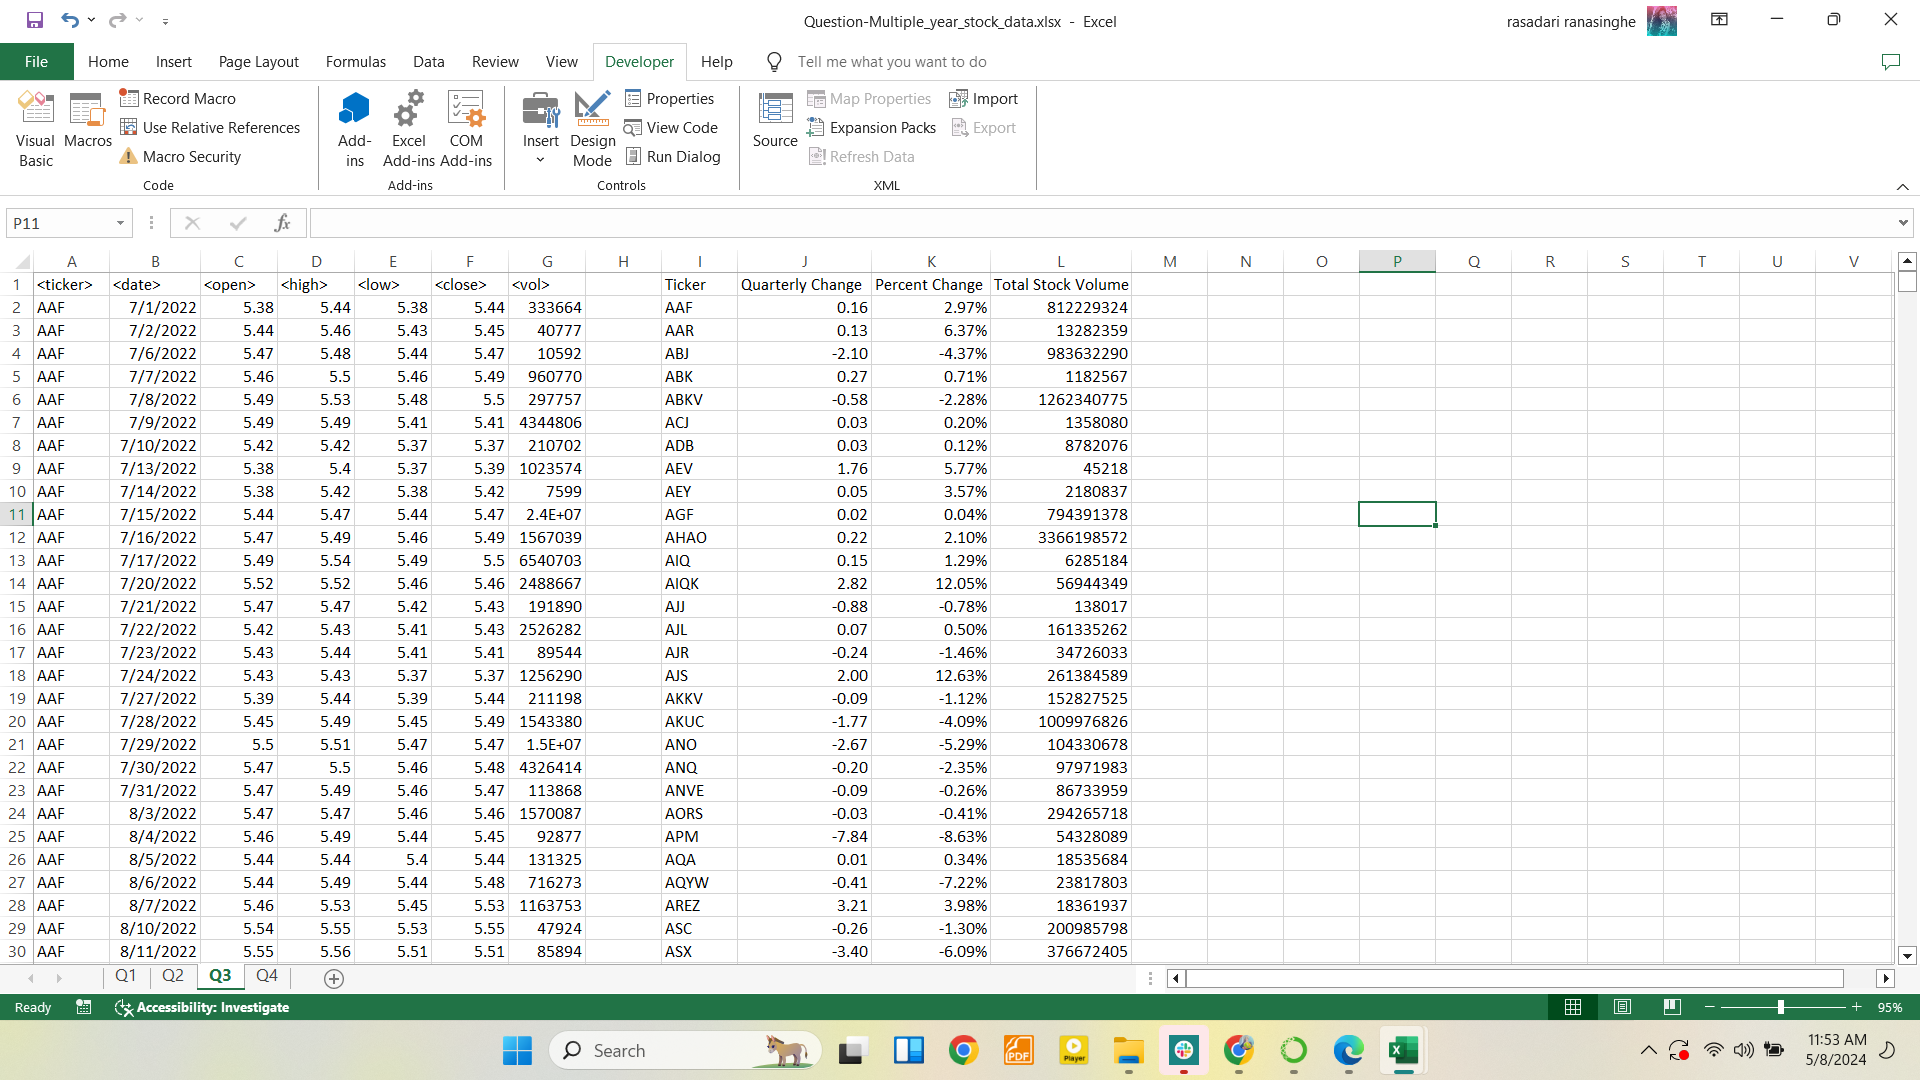 Question-Multiple_year_stock_data.xlsx - Excel
rasadari ranasinghe
File Home Insert Page Layout Formulas Data Review View Developer Help Tell me what you want to do
Visual Basic
Macros
Record Macro
Use Relative References
Macro Security
Code
Add-ins
Excel Add-ins
COM Add-ins
Add-ins
Insert
Design Mode
Properties
View Code
Run Dialog
Controls
Source
Map Properties
Expansion Packs
Refresh Data
Import
Export
XML
P11 fx
A B C D E F G H I J K L M N O P Q R S T U V
1 <ticker> <date> <open> <high> <low> <close> <vol> Ticker Quarterly Change Percent Change Total Stock Volume
2 AAF 7/1/2022 5.38 5.44 5.38 5.44 333664 AAF 0.16 2.97% 812229324
3 AAF 7/2/2022 5.44 5.46 5.43 5.45 40777 AAR 0.13 6.37% 13282359
4 AAF 7/6/2022 5.47 5.48 5.44 5.47 10592 ABJ -2.10 -4.37% 983632290
5 AAF 7/7/2022 5.46 5.5 5.46 5.49 960770 ABK 0.27 0.71% 1182567
6 AAF 7/8/2022 5.49 5.53 5.48 5.5 297757 ABKV -0.58 -2.28% 1262340775
7 AAF 7/9/2022 5.49 5.49 5.41 5.41 4344806 ACJ 0.03 0.20% 1358080
8 AAF 7/10/2022 5.42 5.42 5.37 5.37 210702 ADB 0.03 0.12% 8782076
9 AAF 7/13/2022 5.38 5.4 5.37 5.39 1023574 AEV 1.76 5.77% 45218
10 AAF 7/14/2022 5.38 5.42 5.38 5.42 7599 AEY 0.05 3.57% 2180837
11 AAF 7/15/2022 5.44 5.47 5.44 5.47 2.4E+07 AGF 0.02 0.04% 794391378
12 AAF 7/16/2022 5.47 5.49 5.46 5.49 1567039 AHAO 0.22 2.10% 3366198572
13 AAF 7/17/2022 5.49 5.54 5.49 5.5 6540703 AIQ 0.15 1.29% 6285184
14 AAF 7/20/2022 5.52 5.52 5.46 5.46 2488667 AIQK 2.82 12.05% 56944349
15 AAF 7/21/2022 5.47 5.47 5.42 5.43 191890 AJJ -0.88 -0.78% 138017
16 AAF 7/22/2022 5.42 5.43 5.41 5.43 2526282 AJL 0.07 0.50% 161335262
17 AAF 7/23/2022 5.43 5.44 5.41 5.41 89544 AJR -0.24 -1.46% 34726033
18 AAF 7/24/2022 5.43 5.43 5.37 5.37 1256290 AJS 2.00 12.63% 261384589
19 AAF 7/27/2022 5.39 5.44 5.39 5.44 211198 AKKV -0.09 -1.12% 152827525
20 AAF 7/28/2022 5.45 5.49 5.45 5.49 1543380 AKUC -1.77 -4.09% 1009976826
21 AAF 7/29/2022 5.5 5.51 5.47 5.47 1.5E+07 ANO -2.67 -5.29% 104330678
22 AAF 7/30/2022 5.47 5.5 5.46 5.48 4326414 ANQ -0.20 -2.35% 97971983
23 AAF 7/31/2022 5.47 5.49 5.46 5.47 113868 ANVE -0.09 -0.26% 86733959
24 AAF 8/3/2022 5.47 5.47 5.46 5.46 1570087 AORS -0.03 -0.41% 294265718
25 AAF 8/4/2022 5.46 5.49 5.44 5.45 92877 APM -7.84 -8.63% 54328089
26 AAF 8/5/2022 5.44 5.44 5.4 5.44 131325 AQA 0.01 0.34% 18535684
27 AAF 8/6/2022 5.44 5.49 5.44 5.48 716273 AQYW -0.41 -7.22% 23817803
28 AAF 8/7/2022 5.46 5.53 5.45 5.53 1163753 AREZ 3.21 3.98% 18361937
29 AAF 8/10/2022 5.54 5.55 5.53 5.55 47924 ASC -0.26 -1.30% 200985798
30 AAF 8/11/2022 5.55 5.56 5.51 5.51 85894 ASX -3.40 -6.09% 376672405
Q1 Q2 Q3 Q4
Ready Accessibility: Investigate 95%
Search
PDF
Player
11:53 AM
5/8/2024